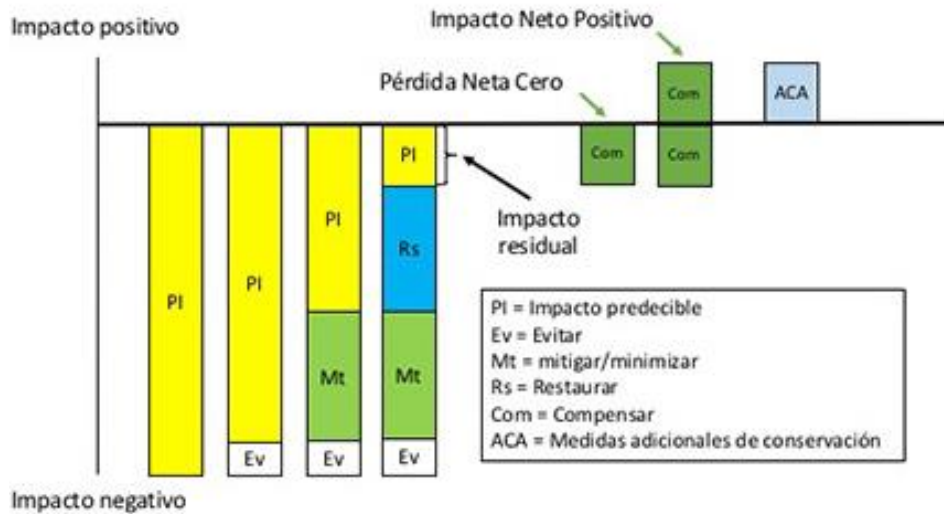 Impacto positivo
Impacto Neto Positivo
Pérdida Neta Cero
Com
ACA
PI
Com
Com
PI
Impacto
residual
Rs
PI
PI
PI = Impacto predecible
Ev = Evitar
Mt = mitigar/minimizar
Rs = Restaurar
Com = Compensar
ACA = Medidas adicionales de conservación
Mt
Mt
Ev
Ev
Ev
Impacto negativo